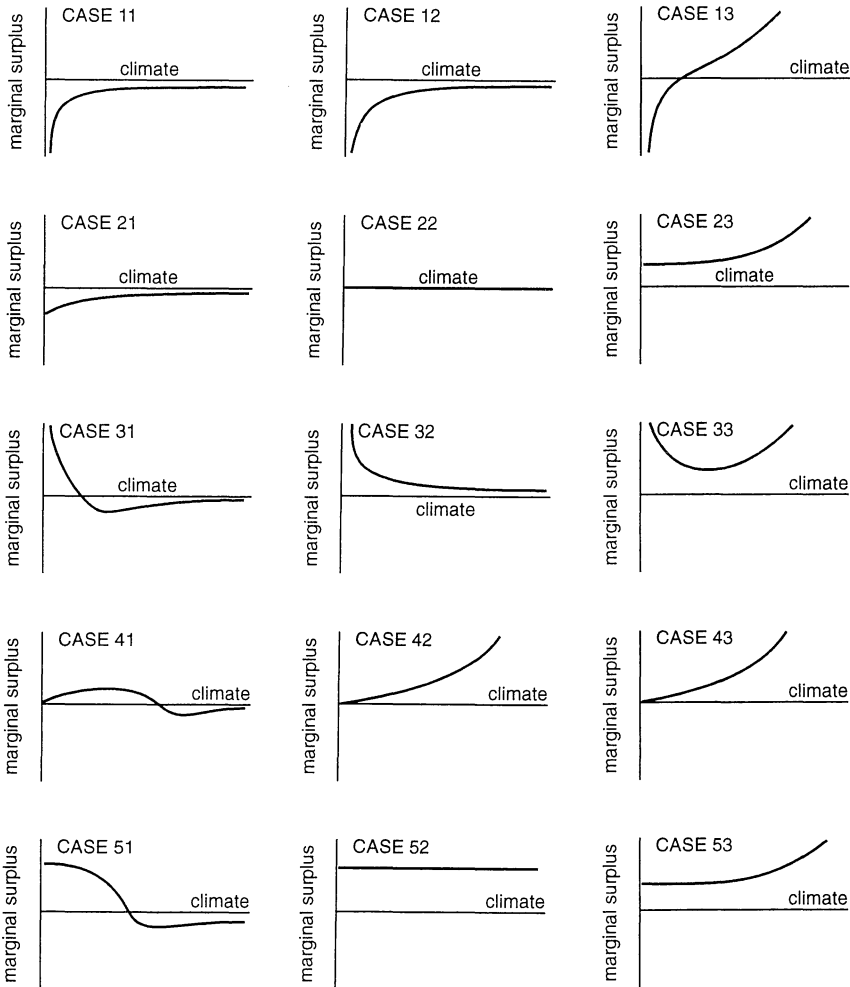 CASE 11
climate
marginal surplus
CASE 12
climate
marginal surplus
CASE 13
climate
marginal surplus
CASE 21
climate
marginal surplus
CASE 22
climate
marginal surplus
CASE 23
climate
marginal surplus
CASE 31
climate
marginal surplus
CASE 32
climate
marginal surplus
CASE 33
climate
marginal surplus
CASE 41
climate
marginal surplus
CASE 42
climate
marginal surplus
CASE 43
climate
marginal surplus
CASE 51
climate
marginal surplus
CASE 52
climate
marginal surplus
CASE 53
climate
marginal surplus